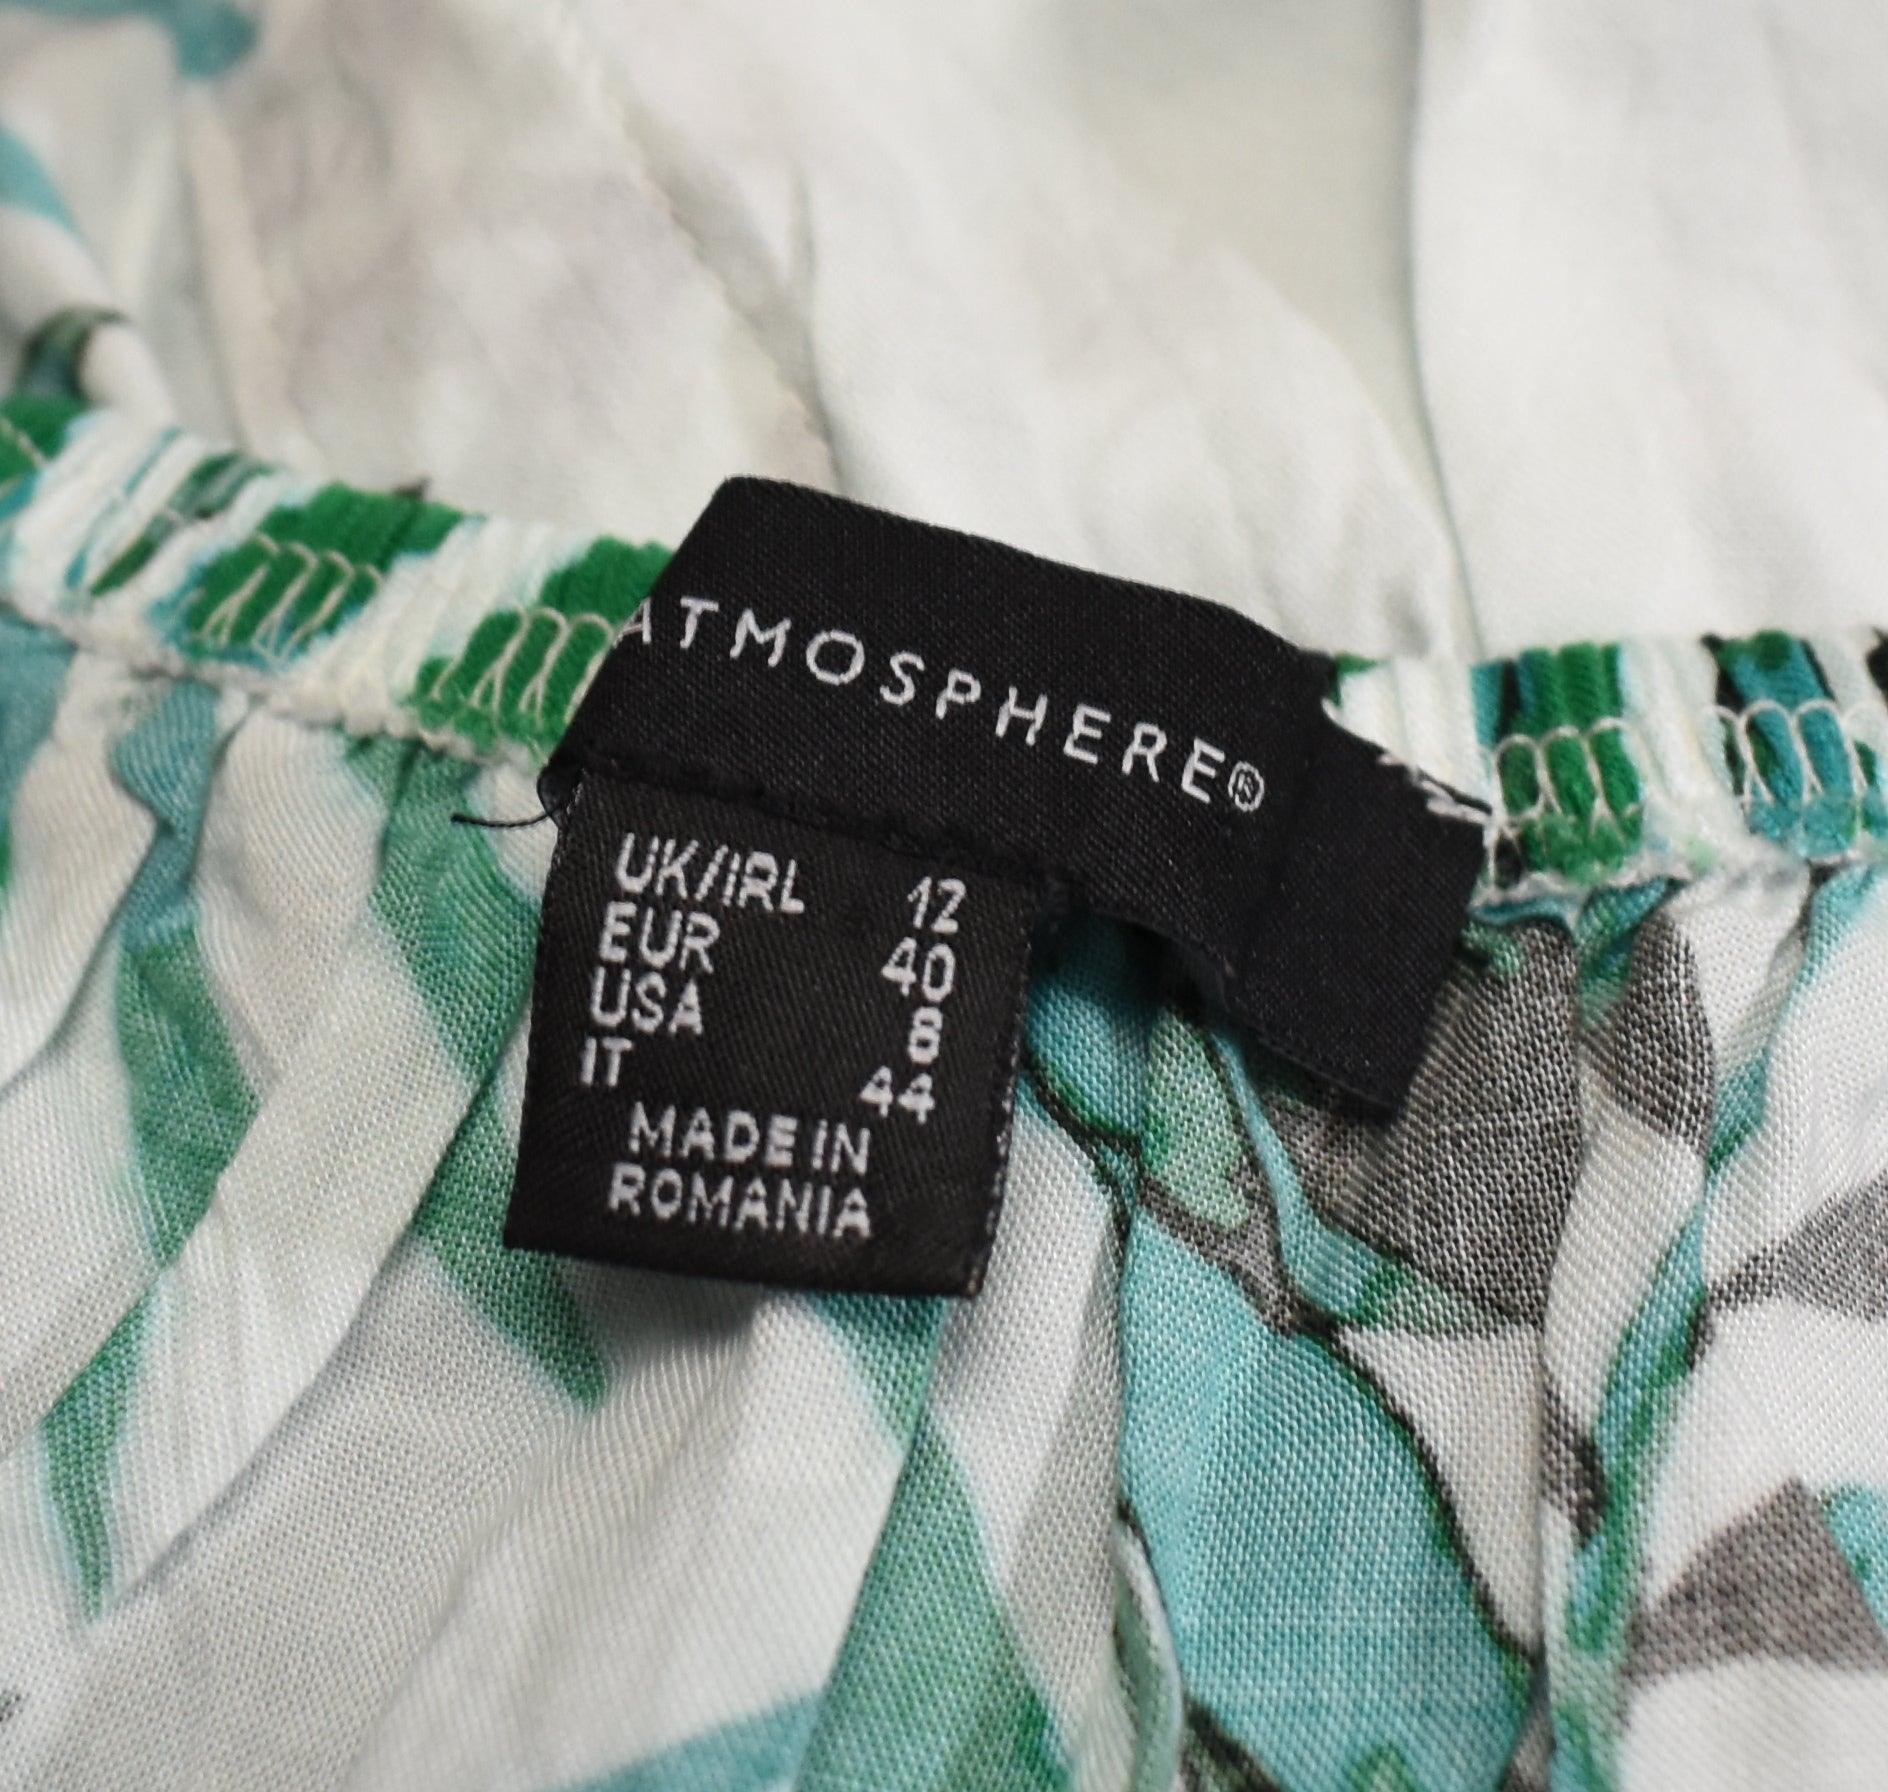 ATMOSPHERE®
UK/IRL 12
EUR 40
USA 8
IT 44
MADE IN
ROMANIA